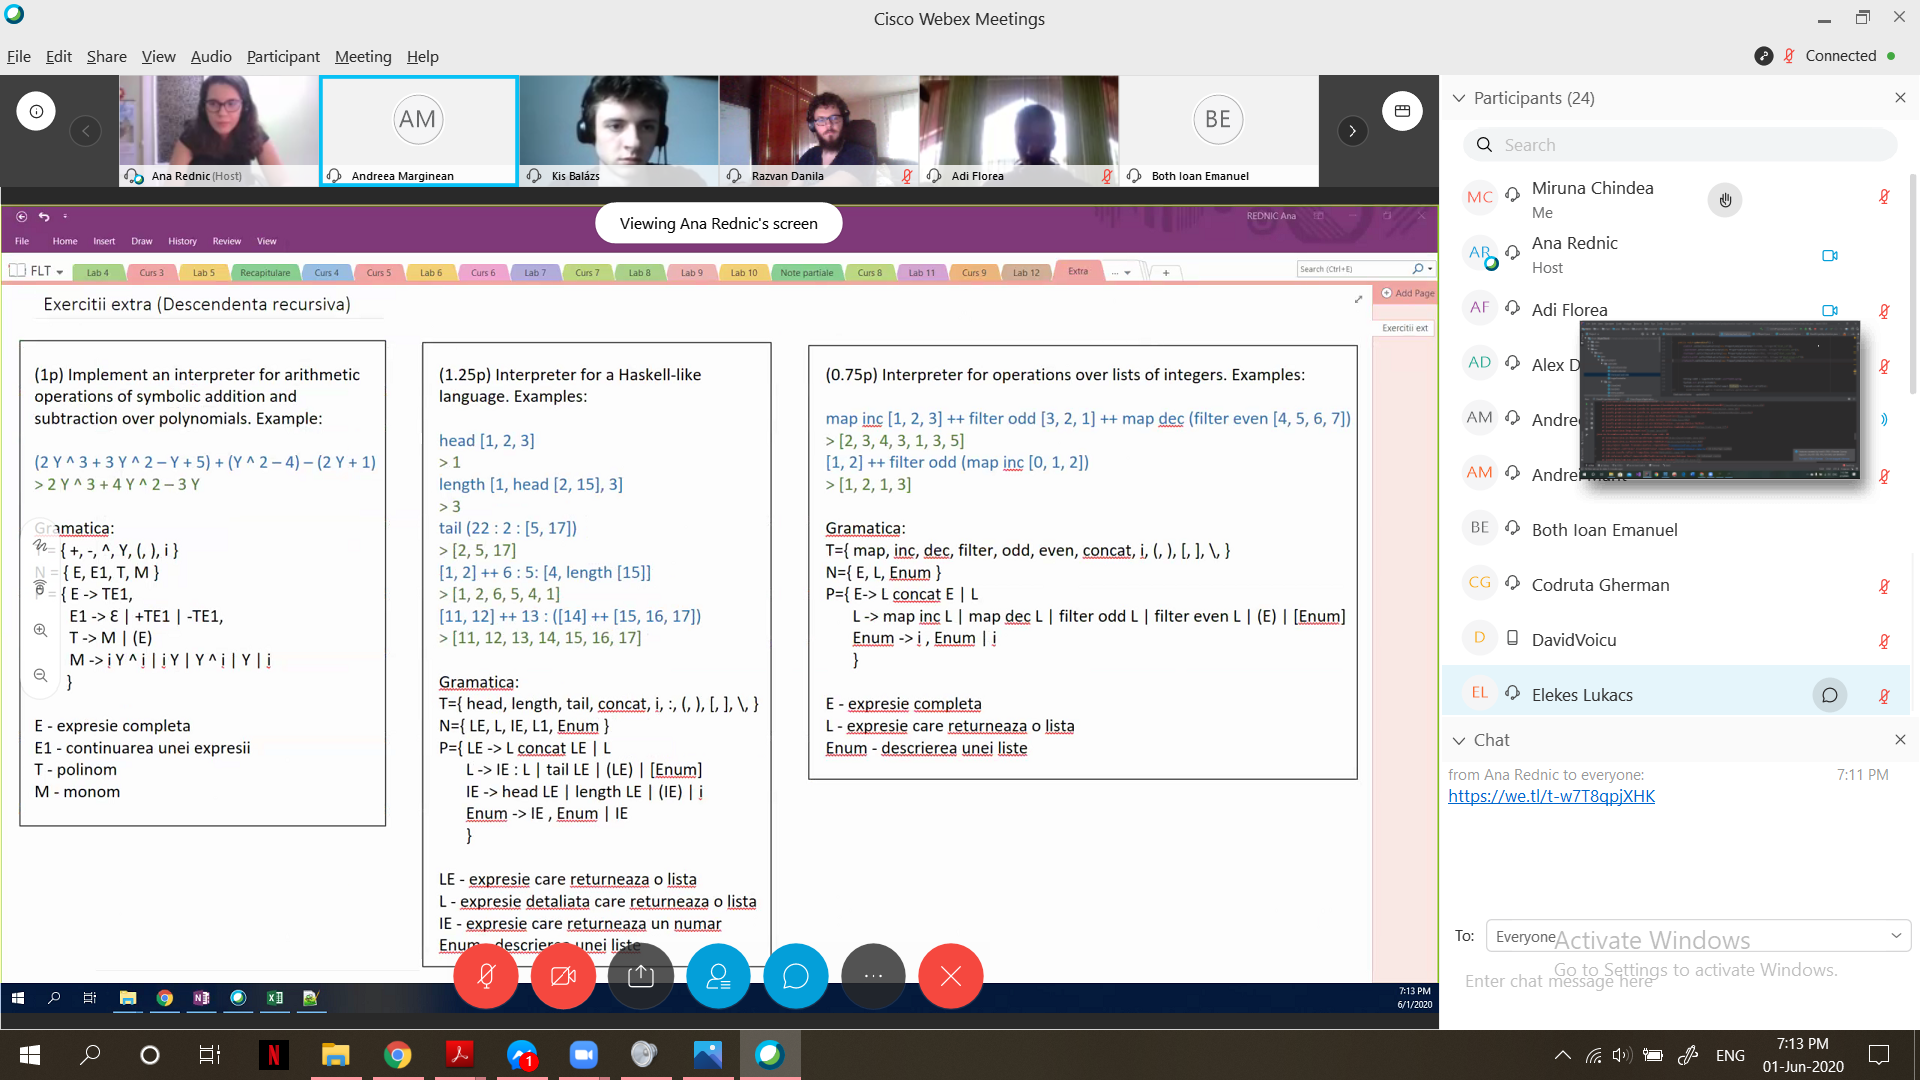 Cisco Webex Meetings
File Edit Share View Audio Participant Meeting Help
Connected
Ana Rednic (Host)
AM
Andreea Marginean
Kis Balázs
Razvan Danila
Adi Florea
BE
Both Ioan Emanuel
Viewing Ana Rednic's screen
REDNIC Ana
File Home Insert Draw History Review View
FLT
Lab 4
Curs 3
Lab 5
Recapitulare
Curs 4
Curs 5
Lab 6
Curs 6
Lab 7
Curs 7
Lab 8
Lab 9
Lab 10
Note partiale
Curs 8
Lab 11
Curs 9
Lab 12
Extra
...
+
Search (Ctrl+E)
Exercitii extra (Descendenta recursiva)
Add Page
Exercitii ext
(1p) Implement an interpreter for arithmetic
operations of symbolic addition and
subtraction over polynomials. Example:
(2 Y ^ 3 + 3 Y ^ 2 – Y + 5) + (Y ^ 2 – 4) – (2 Y + 1)
> 2 Y ^ 3 + 4 Y ^ 2 – 3 Y
Gramatica:
T = { +, -, ^, Y, (, ), i }
N = { E, E1, T, M }
P = { E -> TE1,
E1 -> Ɛ | +TE1 | -TE1,
T -> M | (E)
M -> i Y ^ i | i Y | Y ^ i | Y | i
}
E - expresie completa
E1 - continuarea unei expresii
T - polinom
M - monom
(1.25p) Interpreter for a Haskell-like
language. Examples:
head [1, 2, 3]
> 1
length [1, head [2, 15], 3]
> 3
tail (22 : 2 : [5, 17])
> [2, 5, 17]
[1, 2] ++ 6 : 5: [4, length [15]]
> [1, 2, 6, 5, 4, 1]
[11, 12] ++ 13 : ([14] ++ [15, 16, 17])
> [11, 12, 13, 14, 15, 16, 17]
Gramatica:
T={ head, length, tail, concat, i, :, (, ), [, ], \, }
N={ LE, L, IE, L1, Enum }
P={ LE -> L concat LE | L
L -> IE : L | tail LE | (LE) | [Enum]
IE -> head LE | length LE | (IE) | i
Enum -> IE , Enum | IE
}
LE - expresie care returneaza o lista
L - expresie detaliata care returneaza o lista
IE - expresie care returneaza un numar
Enum - descrierea unei liste
(0.75p) Interpreter for operations over lists of integers. Examples:
map inc [1, 2, 3] ++ filter odd [3, 2, 1] ++ map dec (filter even [4, 5, 6, 7])
> [2, 3, 4, 3, 1, 3, 5]
[1, 2] ++ filter odd (map inc [0, 1, 2])
> [1, 2, 1, 3]
Gramatica:
T={ map, inc, dec, filter, odd, even, concat, i, (, ), [, ], \, }
N={ E, L, Enum }
P={ E-> L concat E | L
L -> map inc L | map dec L | filter odd L | filter even L | (E) | [Enum]
Enum -> i , Enum | i
}
E - expresie completa
L - expresie care returneaza o lista
Enum - descrierea unei liste
7:13 PM
6/1/2020
Participants (24)
Search
MC Miruna Chindea
Me
AR Ana Rednic
Host
AF Adi Florea
AD Alex D
AM Andre
AM Andrei
BE Both Ioan Emanuel
CG Codruta Gherman
D DavidVoicu
EL Elekes Lukacs
Chat
from Ana Rednic to everyone: 7:11 PM
https://we.tl/t-w7T8qpjXHK
To: Everyone
Activate Windows
Go to Settings to activate Windows.
Enter chat message here
N
1
ENG
7:13 PM
01-Jun-2020